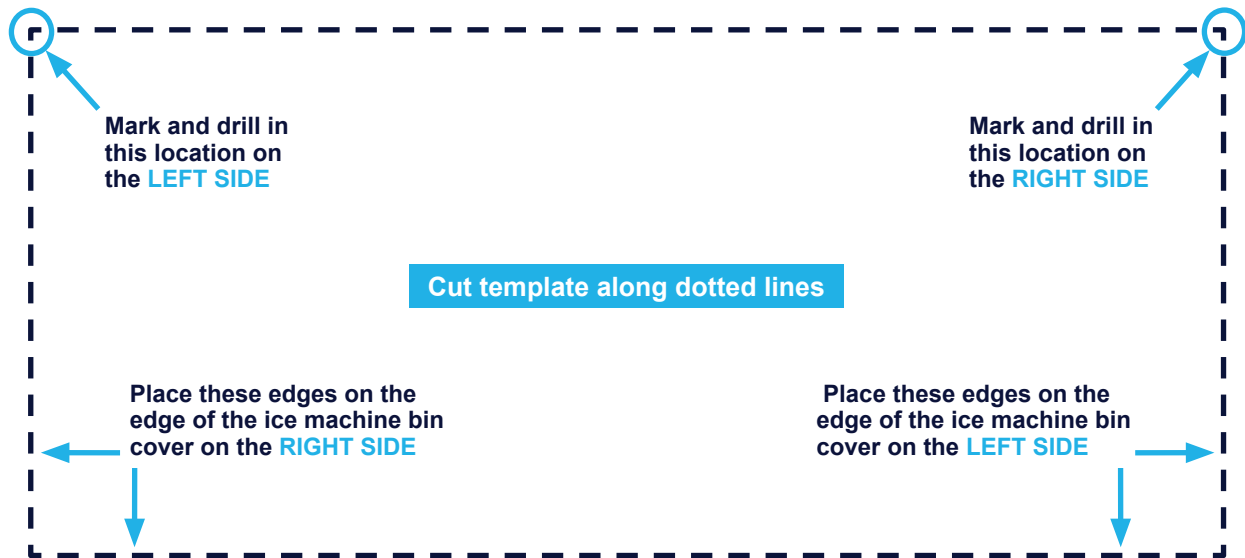 Mark and drill in
this location on
the LEFT SIDE
Mark and drill in
this location on
the RIGHT SIDE
Cut template along dotted lines
Place these edges on the
edge of the ice machine bin
cover on the RIGHT SIDE
Place these edges on the
edge of the ice machine bin
cover on the LEFT SIDE